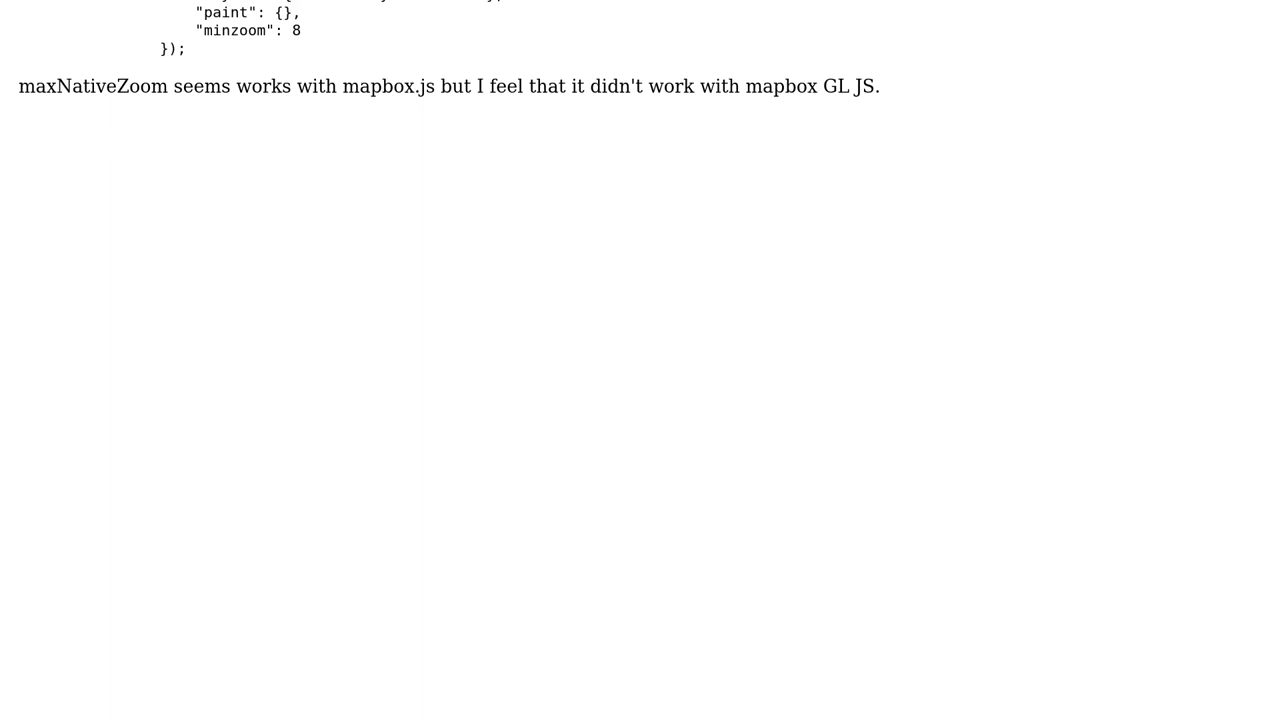 "paint": {},
"minzoom": 8
});
maxNativeZoom seems works with mapbox.js but I feel that it didn't work with mapbox GL JS.